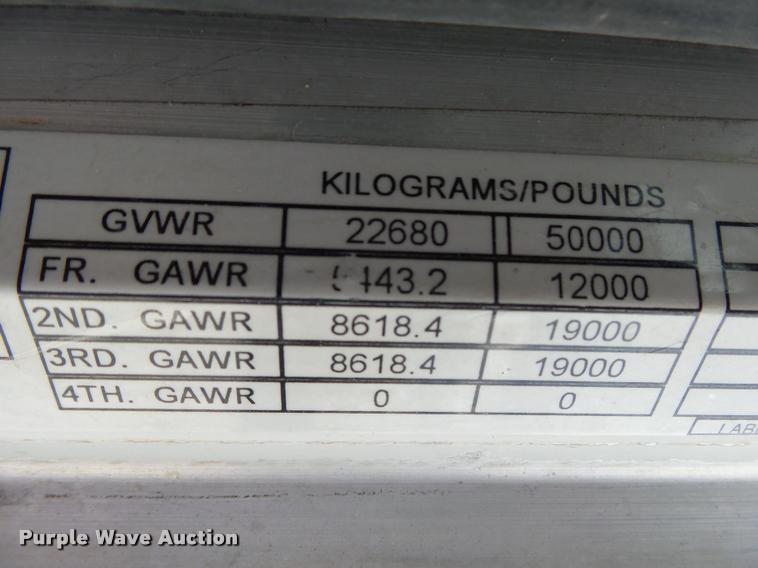 KILOGRAMS/POUNDS
GVWR 22680 50000
FR. GAWR 12000
2ND. GAWR 8618.4 19000
3RD. GAWR 8618.4 19000
4TH. GAWR 0 0
Purple Wave Auction